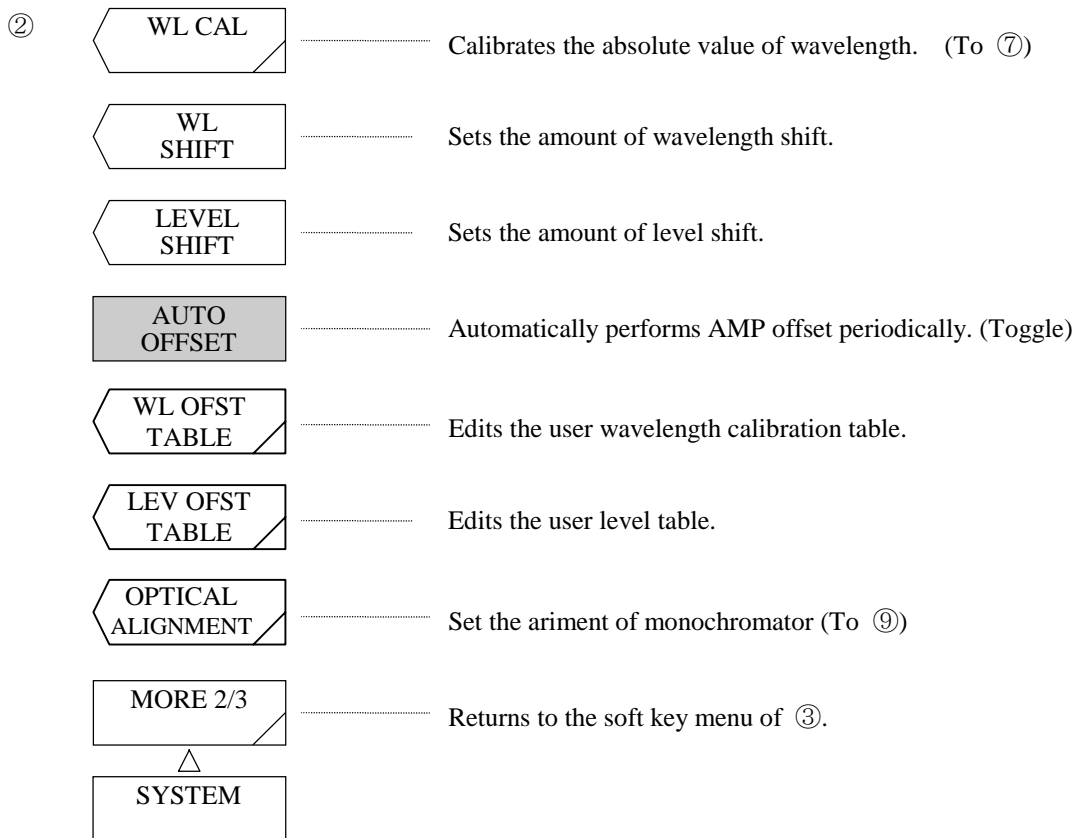 ②
WL CAL
Calibrates the absolute value of wavelength. (To ⑦)
WL
SHIFT
Sets the amount of wavelength shift.
LEVEL
SHIFT
Sets the amount of level shift.
AUTO
OFFSET
Automatically performs AMP offset periodically. (Toggle)
WL OFST
TABLE
Edits the user wavelength calibration table.
LEV OFST
TABLE
Edits the user level table.
OPTICAL
ALIGNMENT
Set the ariment of monochromator (To ⑨)
MORE 2/3
Returns to the soft key menu of ③.
SYSTEM